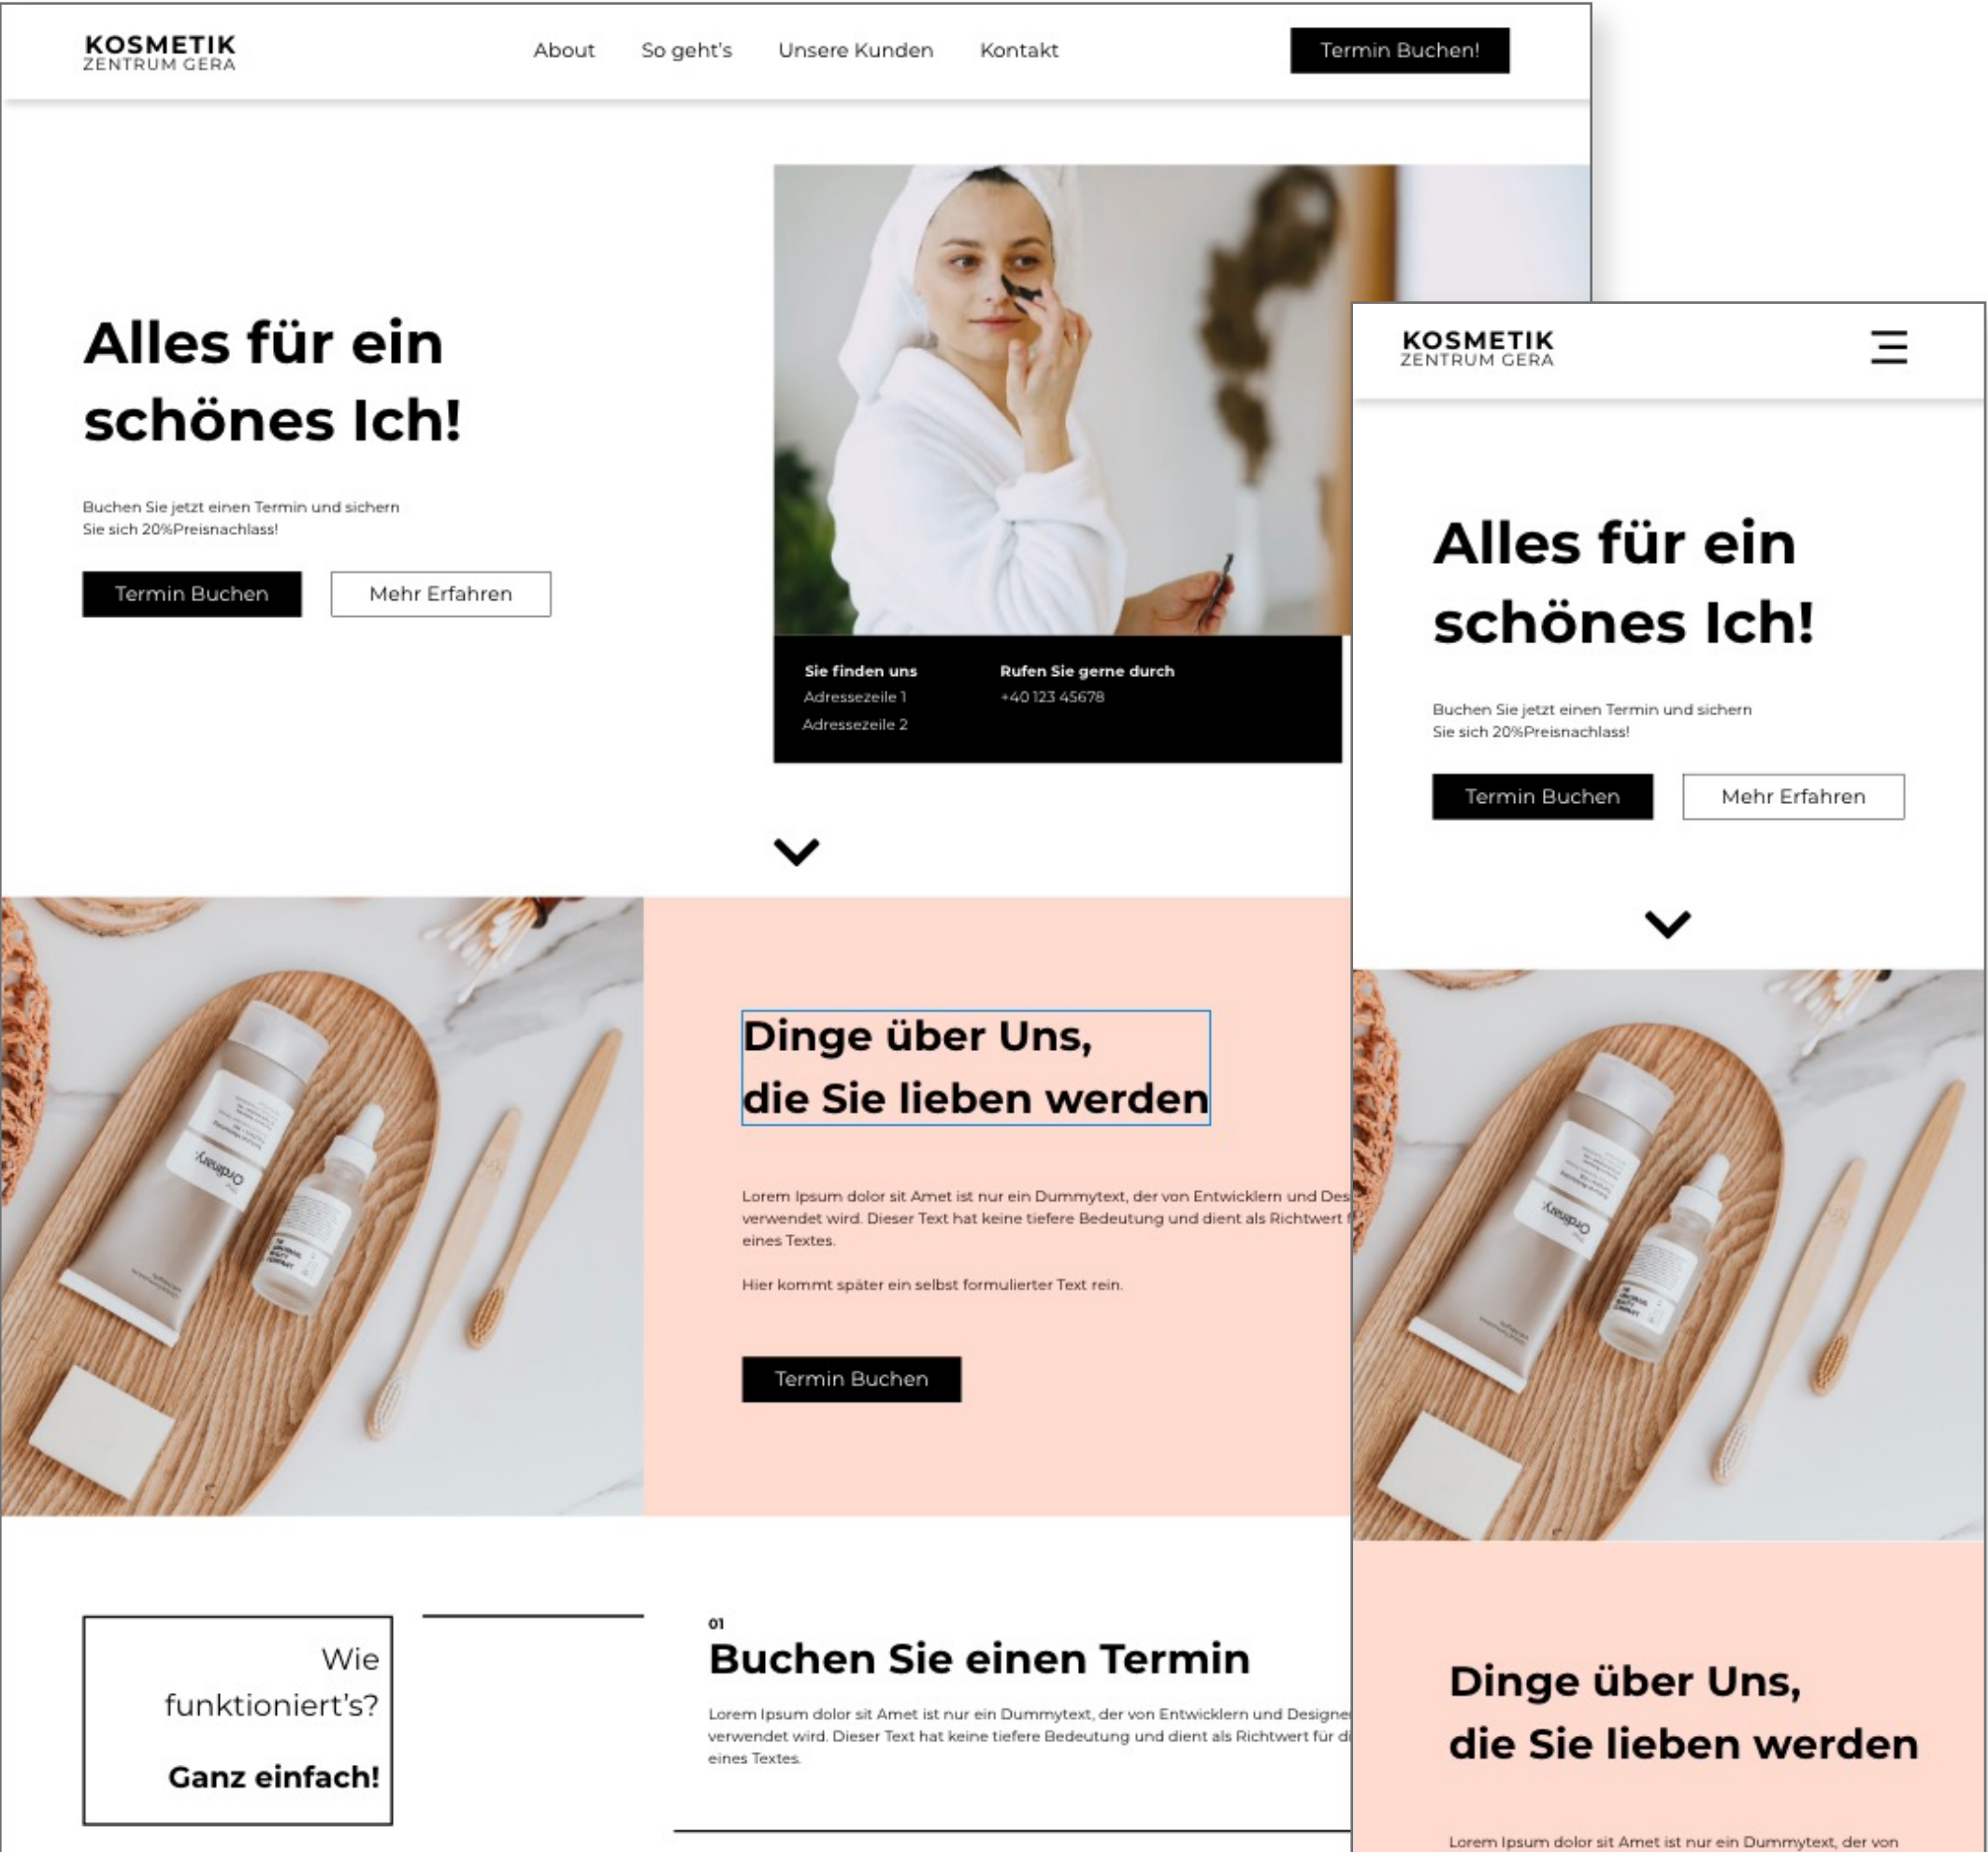 KOSMETIK
ZENTRUM GERA
About
So geht's
Unsere Kunden
Kontakt
Termin Buchen!
Alles für ein
schönes Ich!
Buchen Sie jetzt einen Termin und sichern
Sie sich 20%Preisnachlass!
Termin Buchen
Mehr Erfahren
Sie finden uns
Adressezeile 1
Adressezeile 2
Rufen Sie gerne durch
+40 123 45678
Ordinary.
Dinge über Uns,
die Sie lieben werden
Lorem Ipsum dolor sit Amet ist nur ein Dummytext, der von Entwicklern und Des
verwendet wird. Dieser Text hat keine tiefere Bedeutung und dient als Richtwert f
eines Textes.
Hier kommt später ein selbst formulierter Text rein.
Termin Buchen
Wie
funktioniert's?
Ganz einfach!
01
Buchen Sie einen Termin
Lorem Ipsum dolor sit Amet ist nur ein Dummytext, der von Entwicklern und Designe
verwendet wird. Dieser Text hat keine tiefere Bedeutung und dient als Richtwert für di
eines Textes.
KOSMETIK
ZENTRUM GERA
Alles für ein
schönes Ich!
Buchen Sie jetzt einen Termin und sichern
Sie sich 20%Preisnachlass!
Termin Buchen
Mehr Erfahren
Ordinary.
Dinge über Uns,
die Sie lieben werden
Lorem Ipsum dolor sit Amet ist nur ein Dummytext, der von